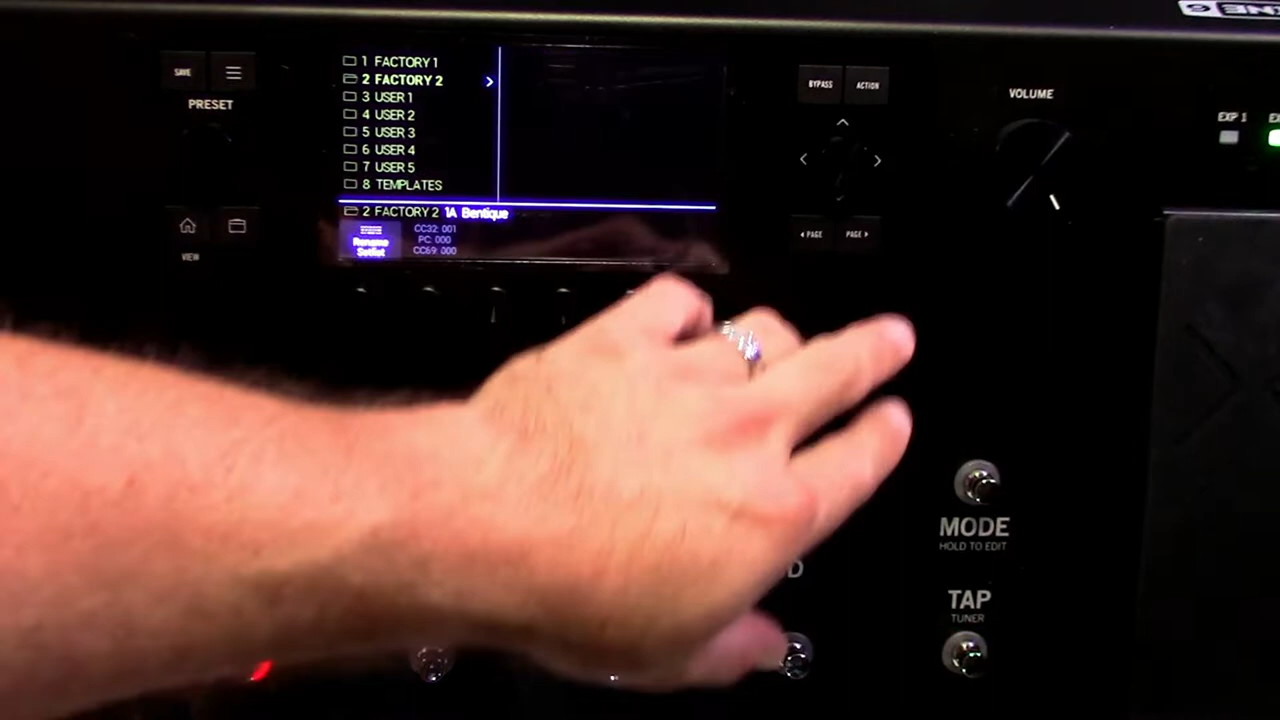 SAVE
PRESET
VIEW
1 FACTORY 1
2 FACTORY 2 >
3 USER 1
4 USER 2
5 USER 3
6 USER 4
7 USER 5
8 TEMPLATES
2 FACTORY 2 1A Bentique
Rename
Setlist
CC32: 001
PC: 000
CC69: 000
BYPASS
ACTION
PAGE
PAGE
VOLUME
EXP 1
MODE
HOLD TO EDIT
TAP
TUNER